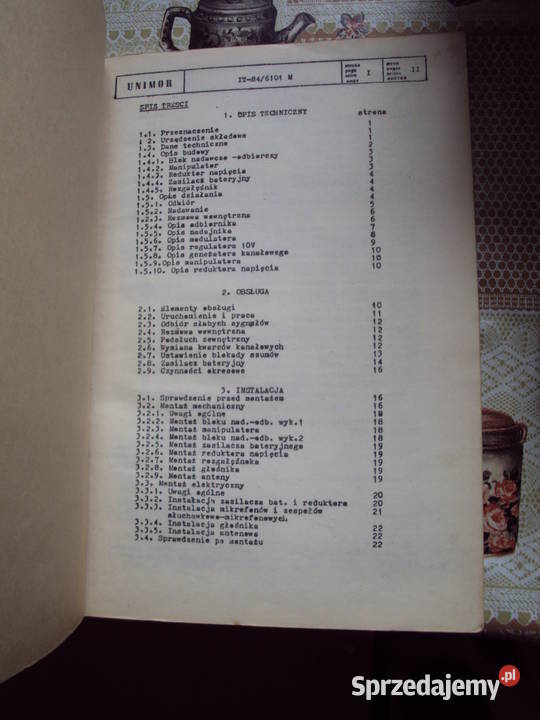 UNIMOR
IT-84/6101 M
I
11
SPIS TREŚCI
1. OPIS TECHNICZNY strona
1.1. Przeznaczenie 1
1 2. Urządzenie składowe 1
1.3. Dane techniczne 2
1.4. Opis budowy 3
1.4.1. Blok nadawczo-odbiorczy 3
1.4.2. Manipulator 3
1.4.3. Reduktor napięcia 4
1.4.4. Zasilacz bateryjny 4
1.4.5. Rozgałęźnik 4
1.5. Opis działania 4
1.5.1. Odbiór 5
1.5.2. Nadawanie 6
1.5.3. Rozmowa wewnętrzna 6
1.5.4. Opis odbiornika 7
1.5.5. Opis nadajnika 8
1.5.6. Opis modulatora 9
1.5.7. Opis regulatora 10V 9
1.5.8. Opis generatora kanałowego 10
1.5.9.Opis manipulatora 10
1.5.10. Opis reduktora napięcia 10
2. OBSŁUGA
2.1. Elementy obsługi 10
2.2. Uruchomienie i praca 11
2.3. Odbiór słabych sygnałów 12
2.4. Rozmowa wewnętrzna 12
2.5. Podsłuch zewnętrzny 12
2.6. Wymiana kwarców kanałowych 12
2.7. Ustawienie blokady szumów 13
2.8. Zasilacz bateryjny 14
2.9. Czynności okresowe 16
3. INSTALACJA
3.1. Sprawdzenie przed montażem 16
3.2. Montaż mechaniczny 16
3.2.1. Uwagi ogólne 18
3.2.2. Montaż bloku nad.-odb. wyk.1 18
3.2.3. Montaż manipulatora 18
3.2.4. Montaż bloku nad.-odb. wyk.2 18
3.2.5. Montaż zasilacza bateryjnego 19
3.2.6. Montaż reduktora napięcia 19
3.2.7. Montaż rozgałęźnika 19
3.2.8. Montaż głośnika 19
3.2.9. Montaż anteny 19
3.3. Montaż elektryczny
3.3.1. Uwagi ogólne 20
3.3.2. Instalacja zasilacza bat. i reduktora 20
3.3.3. Instalacja mikrofonów i zespołów 21
słuchawkowo-mikrofonowych.
3.3.4. Instalacja głośnika 22
3.3.5. Instalacja antenowa 22
3.4. Sprawdzenie po montażu 22
Sprzedajemy.pl